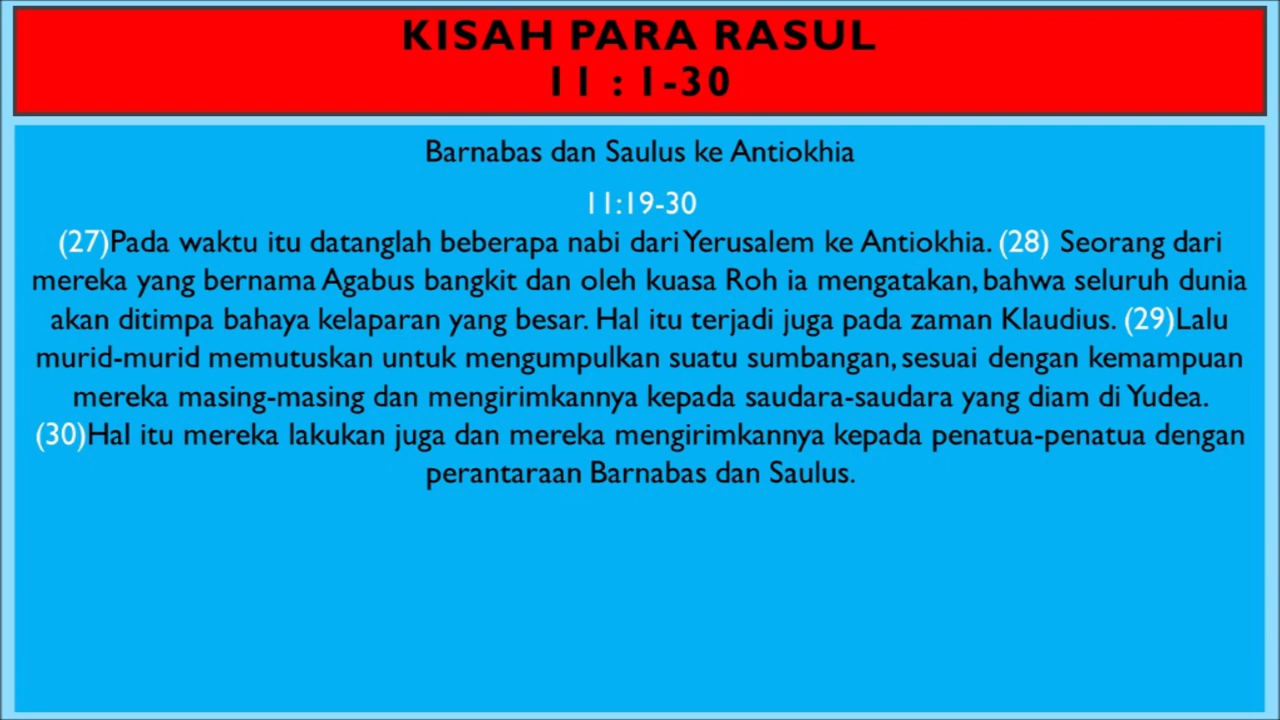 KISAH PARA RASUL
11 : 1-30
Barnabas dan Saulus ke Antiokhia
11:19-30
(27)Pada waktu itu datanglah beberapa nabi dari Yerusalem ke Antiokhia. (28) Seorang dari
mereka yang bernama Agabus bangkit dan oleh kuasa Roh ia mengatakan, bahwa seluruh dunia
akan ditimpa bahaya kelaparan yang besar. Hal itu terjadi juga pada zaman Klaudius. (29)Lalu
murid-murid memutuskan untuk mengumpulkan suatu sumbangan, sesuai dengan kemampuan
mereka masing-masing dan mengirimkannya kepada saudara-saudara yang diam di Yudea.
(30)Hal itu mereka lakukan juga dan mereka mengirimkannya kepada penatua-penatua dengan
perantaraan Barnabas dan Saulus.